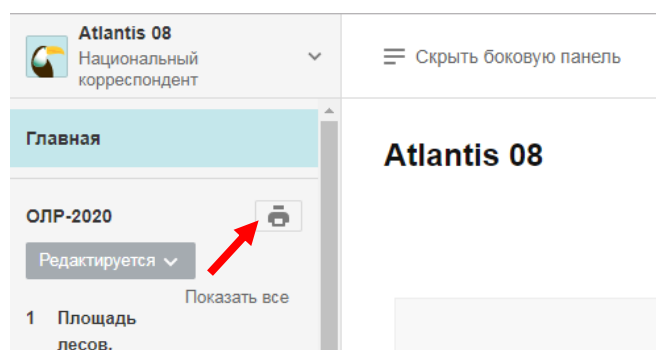 Atlantis 08
Национальный
корреспондент
Скрыть боковую панель
Главная
Atlantis 08
ОЛР-2020
Редактируется
Показать все
1 Площадь
лесов,